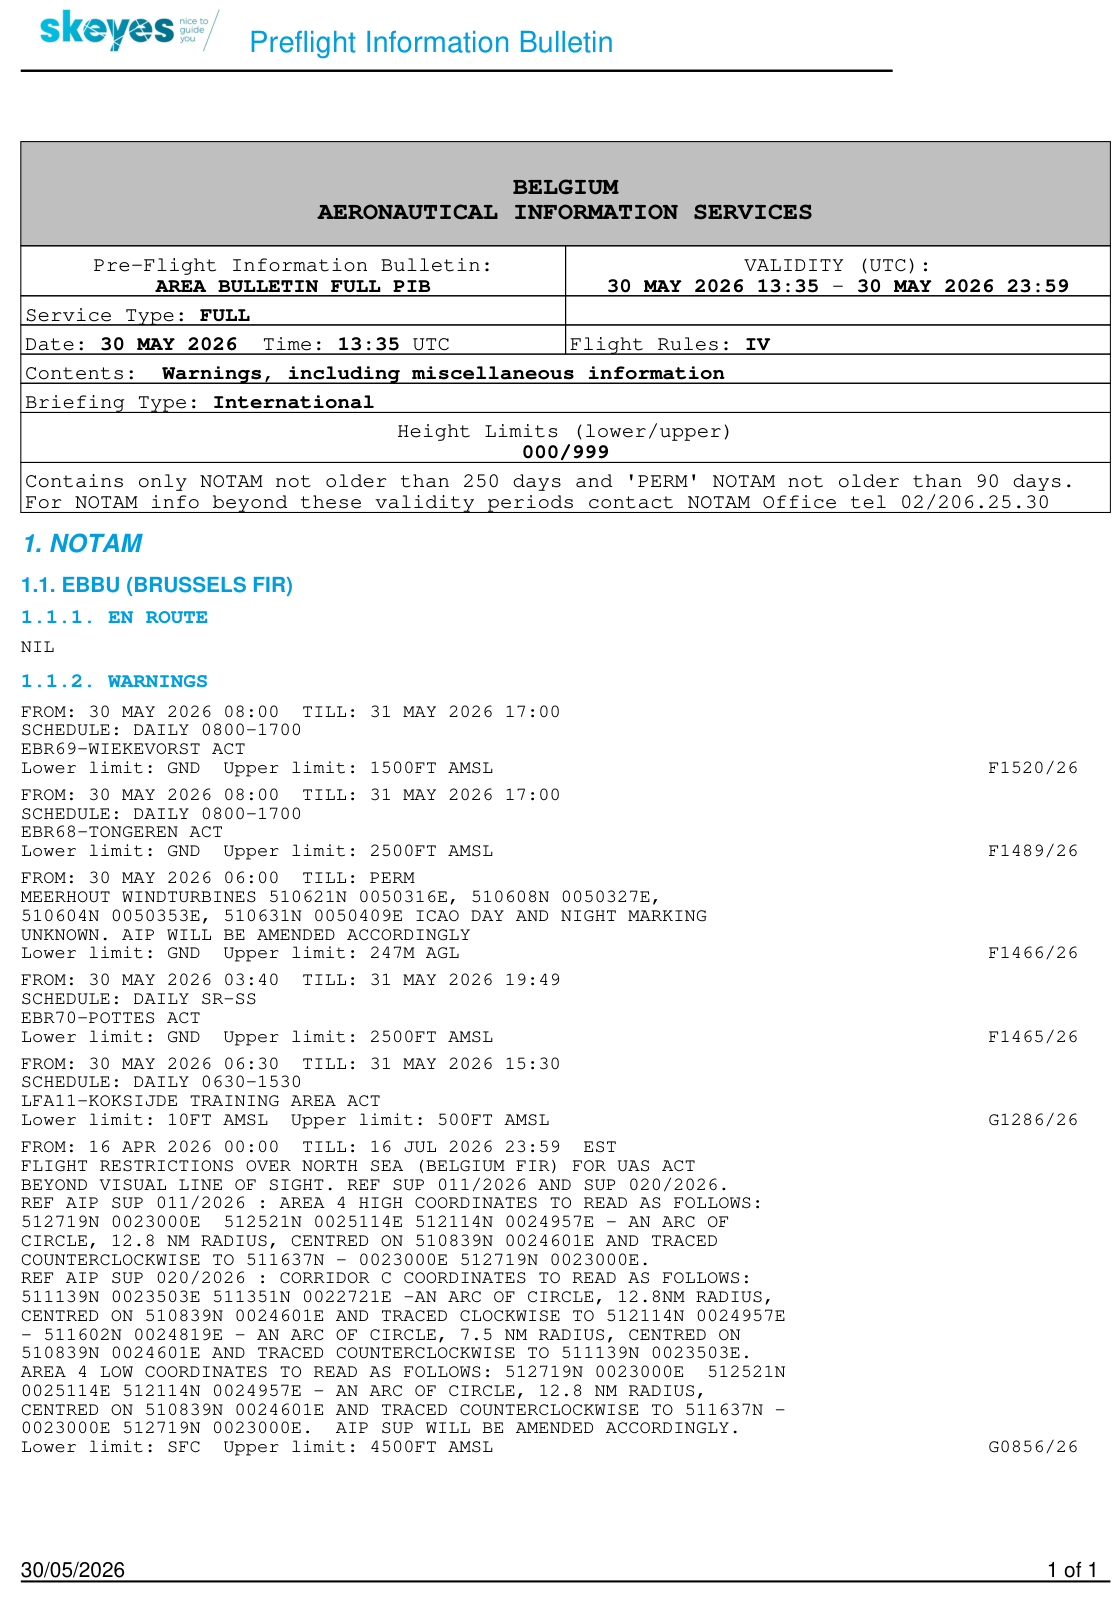 skeyes nice to guide you
Preflight Information Bulletin
BELGIUM
AERONAUTICAL INFORMATION SERVICES
Pre-Flight Information Bulletin:
AREA BULLETIN FULL PIB
VALIDITY (UTC):
30 MAY 2026 13:35 - 30 MAY 2026 23:59
Service Type: FULL
Date: 30 MAY 2026  Time: 13:35 UTC
Flight Rules: IV
Contents:  Warnings, including miscellaneous information
Briefing Type: International
Height Limits (lower/upper)
000/999
Contains only NOTAM not older than 250 days and 'PERM' NOTAM not older than 90 days.
For NOTAM info beyond these validity periods contact NOTAM Office tel 02/206.25.30
1. NOTAM
1.1. EBBU (BRUSSELS FIR)
1.1.1. EN ROUTE
NIL
1.1.2. WARNINGS
FROM: 30 MAY 2026 08:00  TILL: 31 MAY 2026 17:00
SCHEDULE: DAILY 0800-1700
EBR69-WIEKEVORST ACT
Lower limit: GND  Upper limit: 1500FT AMSL F1520/26
FROM: 30 MAY 2026 08:00  TILL: 31 MAY 2026 17:00
SCHEDULE: DAILY 0800-1700
EBR68-TONGEREN ACT
Lower limit: GND  Upper limit: 2500FT AMSL F1489/26
FROM: 30 MAY 2026 06:00  TILL: PERM
MEERHOUT WINDTURBINES 510621N 0050316E, 510608N 0050327E,
510604N 0050353E, 510631N 0050409E ICAO DAY AND NIGHT MARKING
UNKNOWN. AIP WILL BE AMENDED ACCORDINGLY
Lower limit: GND  Upper limit: 247M AGL F1466/26
FROM: 30 MAY 2026 03:40  TILL: 31 MAY 2026 19:49
SCHEDULE: DAILY SR-SS
EBR70-POTTES ACT
Lower limit: GND  Upper limit: 2500FT AMSL F1465/26
FROM: 30 MAY 2026 06:30  TILL: 31 MAY 2026 15:30
SCHEDULE: DAILY 0630-1530
LFA11-KOKSIJDE TRAINING AREA ACT
Lower limit: 10FT AMSL  Upper limit: 500FT AMSL G1286/26
FROM: 16 APR 2026 00:00  TILL: 16 JUL 2026 23:59  EST
FLIGHT RESTRICTIONS OVER NORTH SEA (BELGIUM FIR) FOR UAS ACT
BEYOND VISUAL LINE OF SIGHT. REF SUP 011/2026 AND SUP 020/2026.
REF AIP SUP 011/2026 : AREA 4 HIGH COORDINATES TO READ AS FOLLOWS:
512719N 0023000E  512521N 0025114E 512114N 0024957E - AN ARC OF
CIRCLE, 12.8 NM RADIUS, CENTRED ON 510839N 0024601E AND TRACED
COUNTERCLOCKWISE TO 511637N - 0023000E 512719N 0023000E.
REF AIP SUP 020/2026 : CORRIDOR C COORDINATES TO READ AS FOLLOWS:
511139N 0023503E 511351N 0022721E -AN ARC OF CIRCLE, 12.8NM RADIUS,
CENTRED ON 510839N 0024601E AND TRACED CLOCKWISE TO 512114N 0024957E
- 511602N 0024819E - AN ARC OF CIRCLE, 7.5 NM RADIUS, CENTRED ON
510839N 0024601E AND TRACED COUNTERCLOCKWISE TO 511139N 0023503E.
AREA 4 LOW COORDINATES TO READ AS FOLLOWS: 512719N 0023000E  512521N
0025114E 512114N 0024957E - AN ARC OF CIRCLE, 12.8 NM RADIUS,
CENTRED ON 510839N 0024601E AND TRACED COUNTERCLOCKWISE TO 511637N -
0023000E 512719N 0023000E.  AIP SUP WILL BE AMENDED ACCORDINGLY.
Lower limit: SFC  Upper limit: 4500FT AMSL G0856/26
30/05/2026 1 of 1